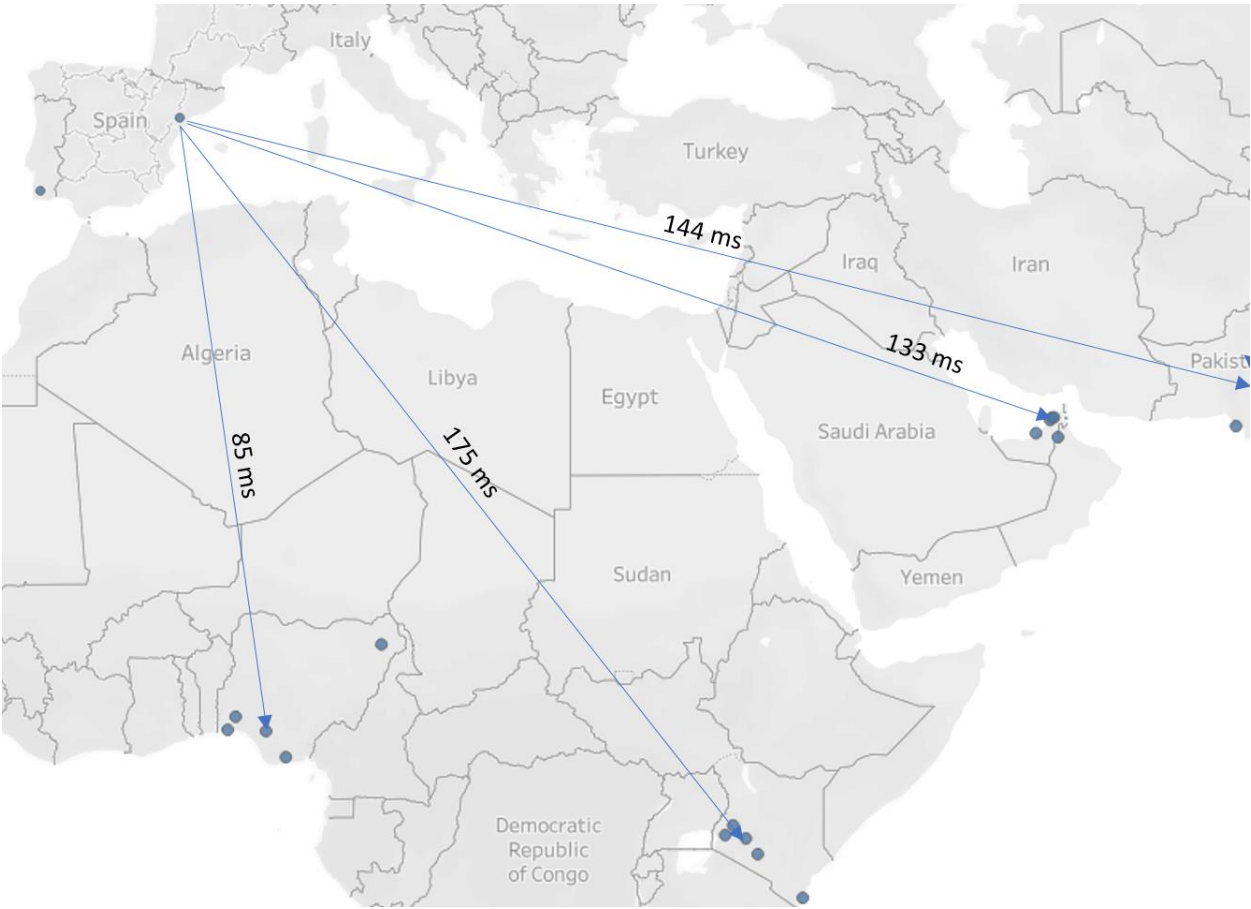 Italy
Spain
Turkey
144 ms
Iraq
Iran
133 ms
Algeria
Libya
Egypt
Pakist
Saudi Arabia
85 ms
175 ms
Sudan
Yemen
Democratic
Republic
of Congo